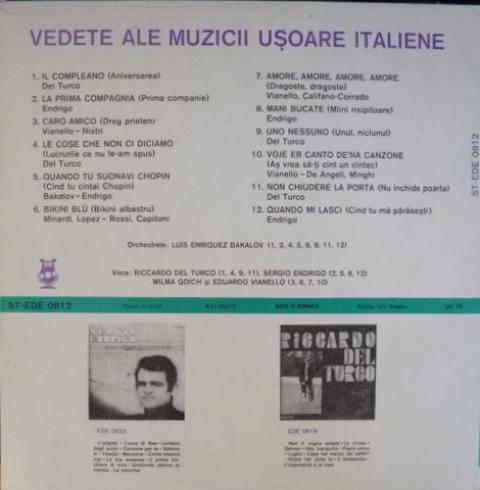 VEDETE ALE MUZICII UȘOARE ITALIENE
1. IL COMPLEANO (Aniversarea)
Del Turco
2. LA PRIMA COMPAGNIA (Prima companie)
Endrigo
3. CARO AMICO (Drag prieten)
Vianello – Nistri
4. LE COSE CHE NON CI DICIAMO
(Lucrurile ce nu le-am spus)
Del Turco
5. QUANDO TU SUONAVI CHOPIN
(Cînd tu cîntai Chopin)
Bakalov – Endrigo
6. BIKINI BLÙ (Bikini albastru)
Minardi, Lopez – Rossi, Capitoni
7. AMORE, AMORE, AMORE, AMORE
(Dragoste, dragoste)
Vianello, Califano-Corrado
8. MANI BUCATE (Mîini risipitoare)
Endrigo
9. UNO NESSUNO (Unul, niciunul)
Del Turco
10. VOJE ER CANTO DE'NA CANZONE
(Aș vrea să-ți cînt un cîntec)
Vianello – De Angeli, Minghi
11. NON CHIUDERE LA PORTA (Nu închide poarta)
Del Turco
12. QUANDO MI LASCI (Cînd tu mă părăsești)
Endrigo
ST-EDE 0812
Orchestrele: LUIS ENRIQUEZ BAKALOV (1, 2, 4, 5, 8, 9, 11, 12)
Voce: RICCARDO DEL TURCO (1, 4, 9, 11), SERGIO ENDRIGO (2, 5, 8, 12)
WILMA GOICH și EDUARDO VIANELLO (3, 6, 7, 10)
ST-EDE 0812
MADE IN ROMANIA
SERGIO
ENDRIGO
RICCARDO
DEL
TURCO
EDE 0619